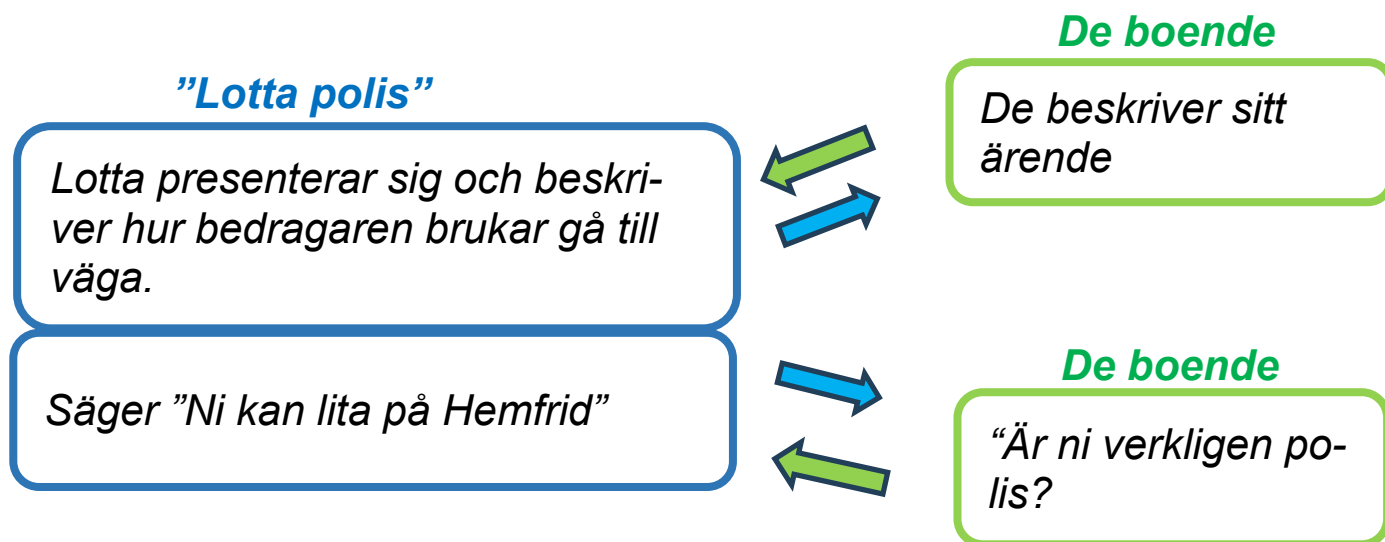 De boende
”Lotta polis”
De beskriver sitt
ärende
Lotta presenterar sig och beskri-
ver hur bedragaren brukar gå till
väga.
De boende
Säger ”Ni kan lita på Hemfrid”
“Är ni verkligen po-
lis?